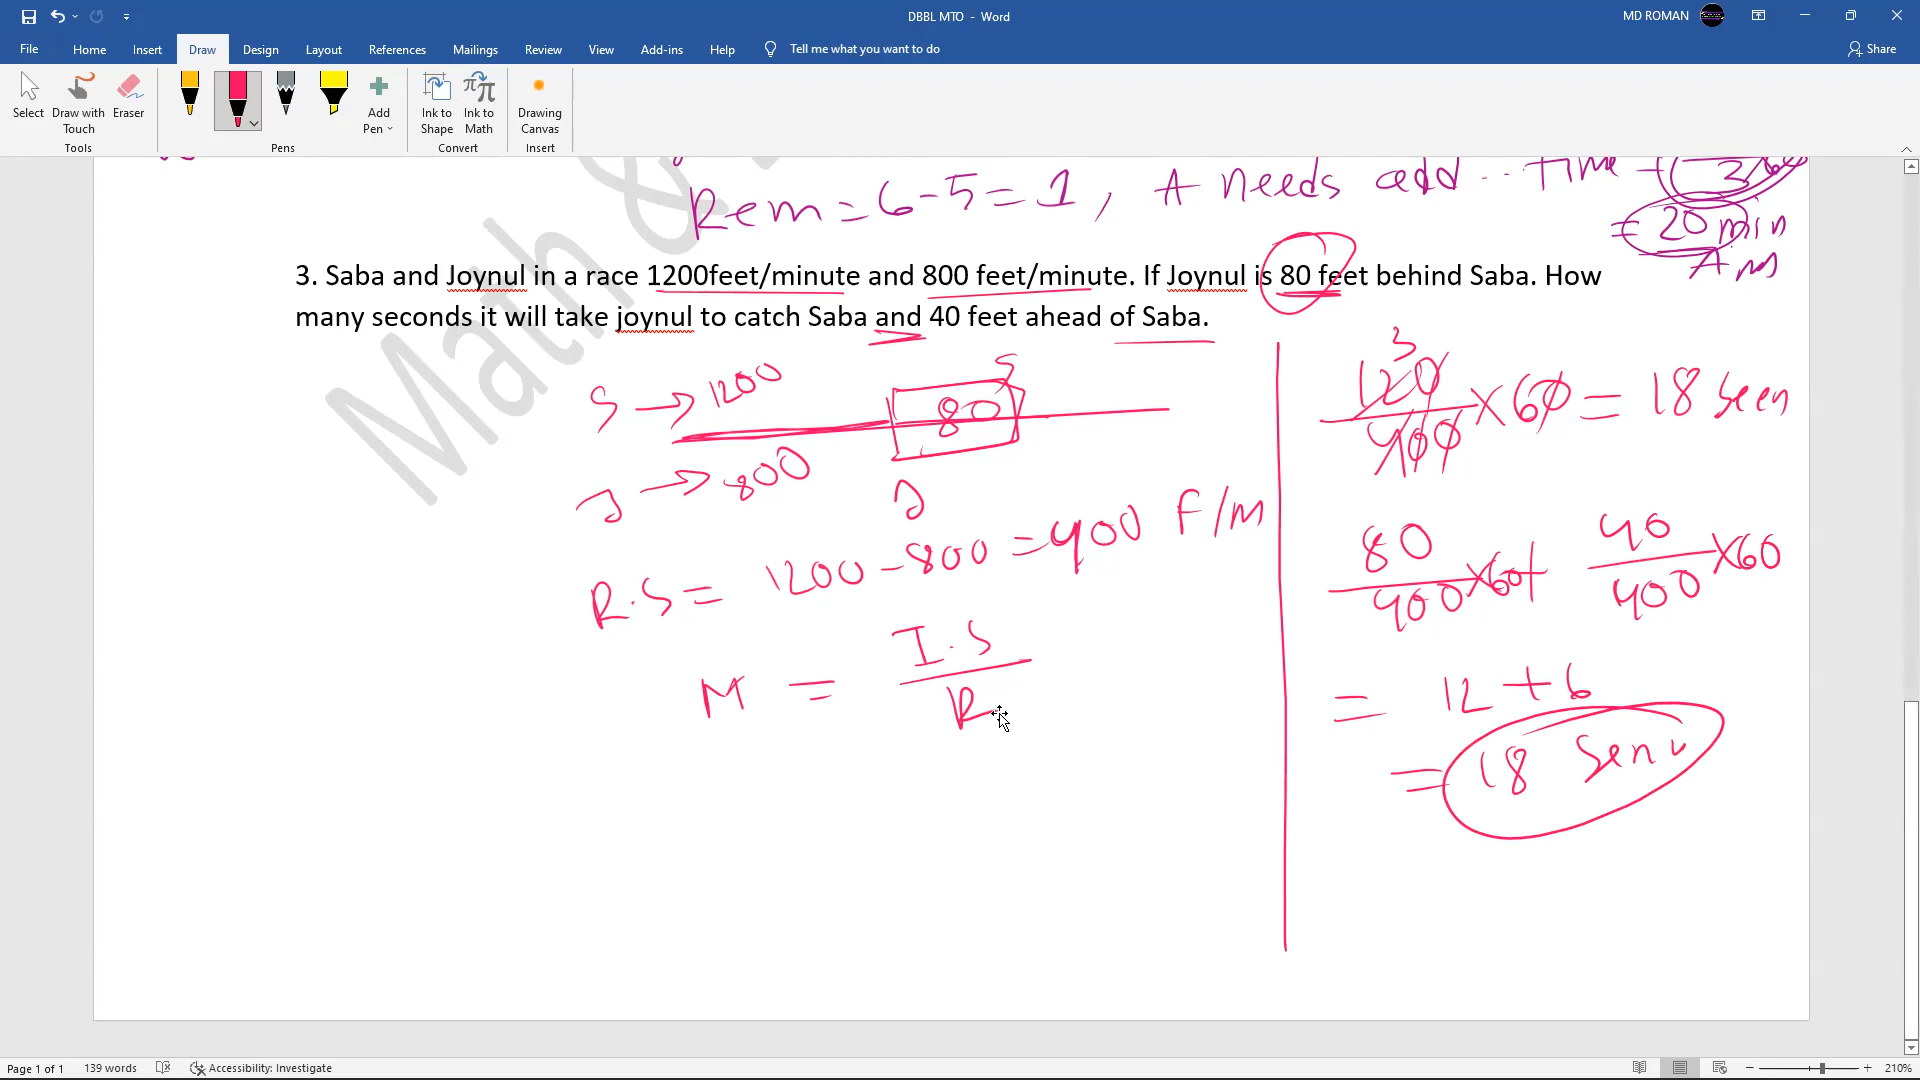 DBBL MTO - Word
MD ROMAN
File Home Insert Draw Design Layout References Mailings Review View Add-ins Help Tell me what you want to do Share
Select
Draw with Touch
Eraser
Add Pen
Ink to Shape
Ink to Math
Drawing Canvas
Tools Pens Convert Insert
Math &
Rem = 6-5 = 1, A needs add.. Time =
= 20 min
Ans
3. Saba and Joynul in a race 1200feet/minute and 800 feet/minute. If Joynul is 80 feet behind Saba. How
many seconds it will take joynul to catch Saba and 40 feet ahead of Saba.
S → 1200
S
80
J → 800
J
R.S = 1200 - 800 = 400 F/M
M = I.S / R
120/400 × 60 = 18
3
80/400 × 60 + 40/400 × 60
= 12 + 6
= 18
Page 1 of 1 139 words Accessibility: Investigate 210%